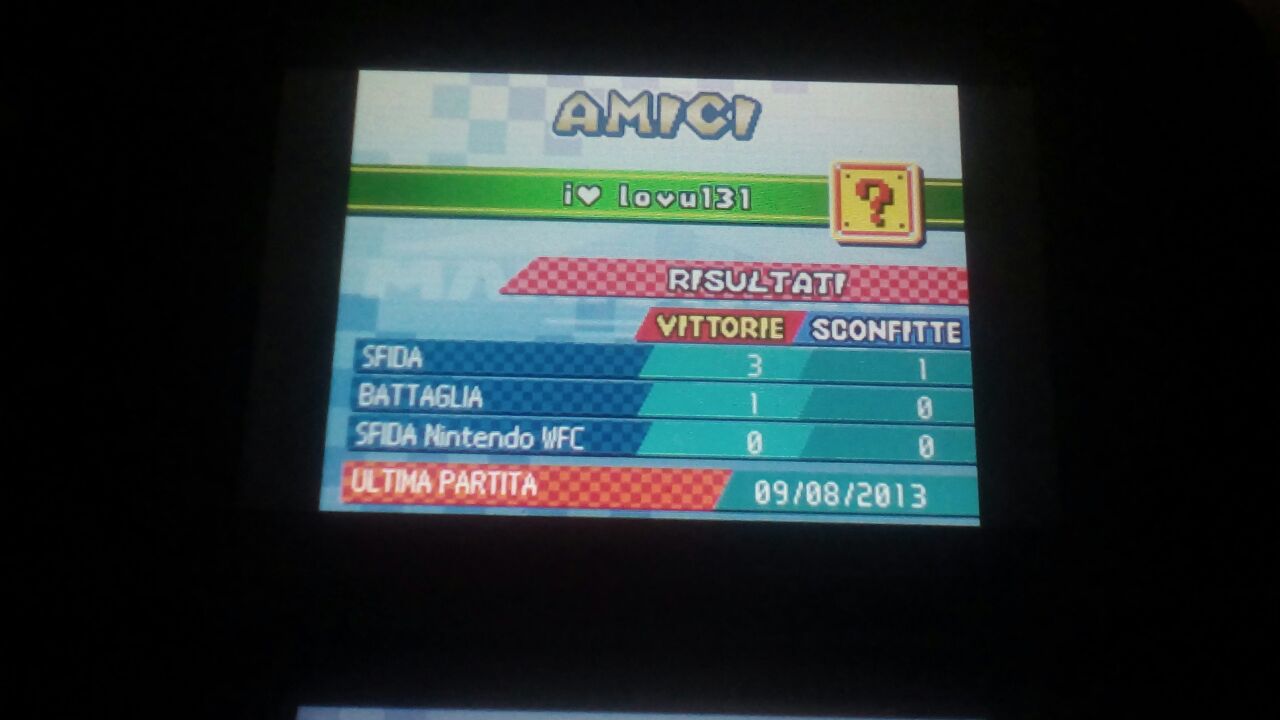 AMICI
i♥ lovu131
?
RISULTATI
VITTORIE SCONFITTE
SFIDA 3 1
BATTAGLIA 1 0
SFIDA Nintendo WFC 0 0
ULTIMA PARTITA 09/08/2013